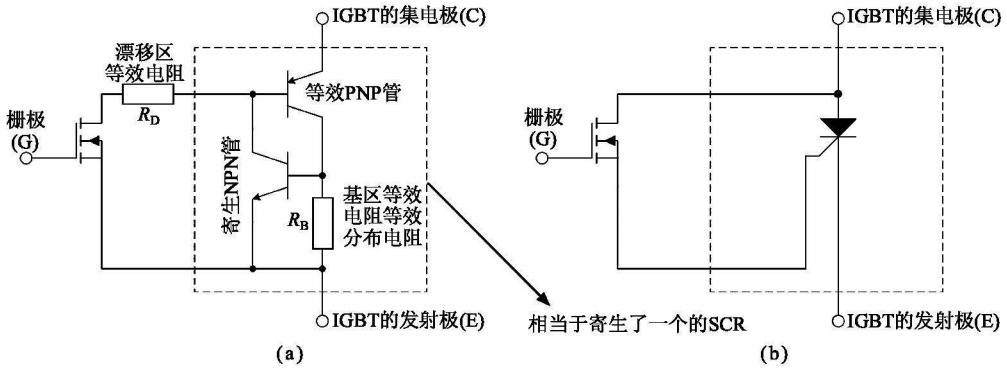 IGBT的集电极(C)
漂移区
等效电阻
R_D
等效PNP管
栅极
(G)
寄生NPN管
R_B
基区等效
电阻等效
分布电阻
IGBT的发射极(E)
(a)
相当于寄生了一个的SCR
IGBT的集电极(C)
栅极
(G)
IGBT的发射极(E)
(b)